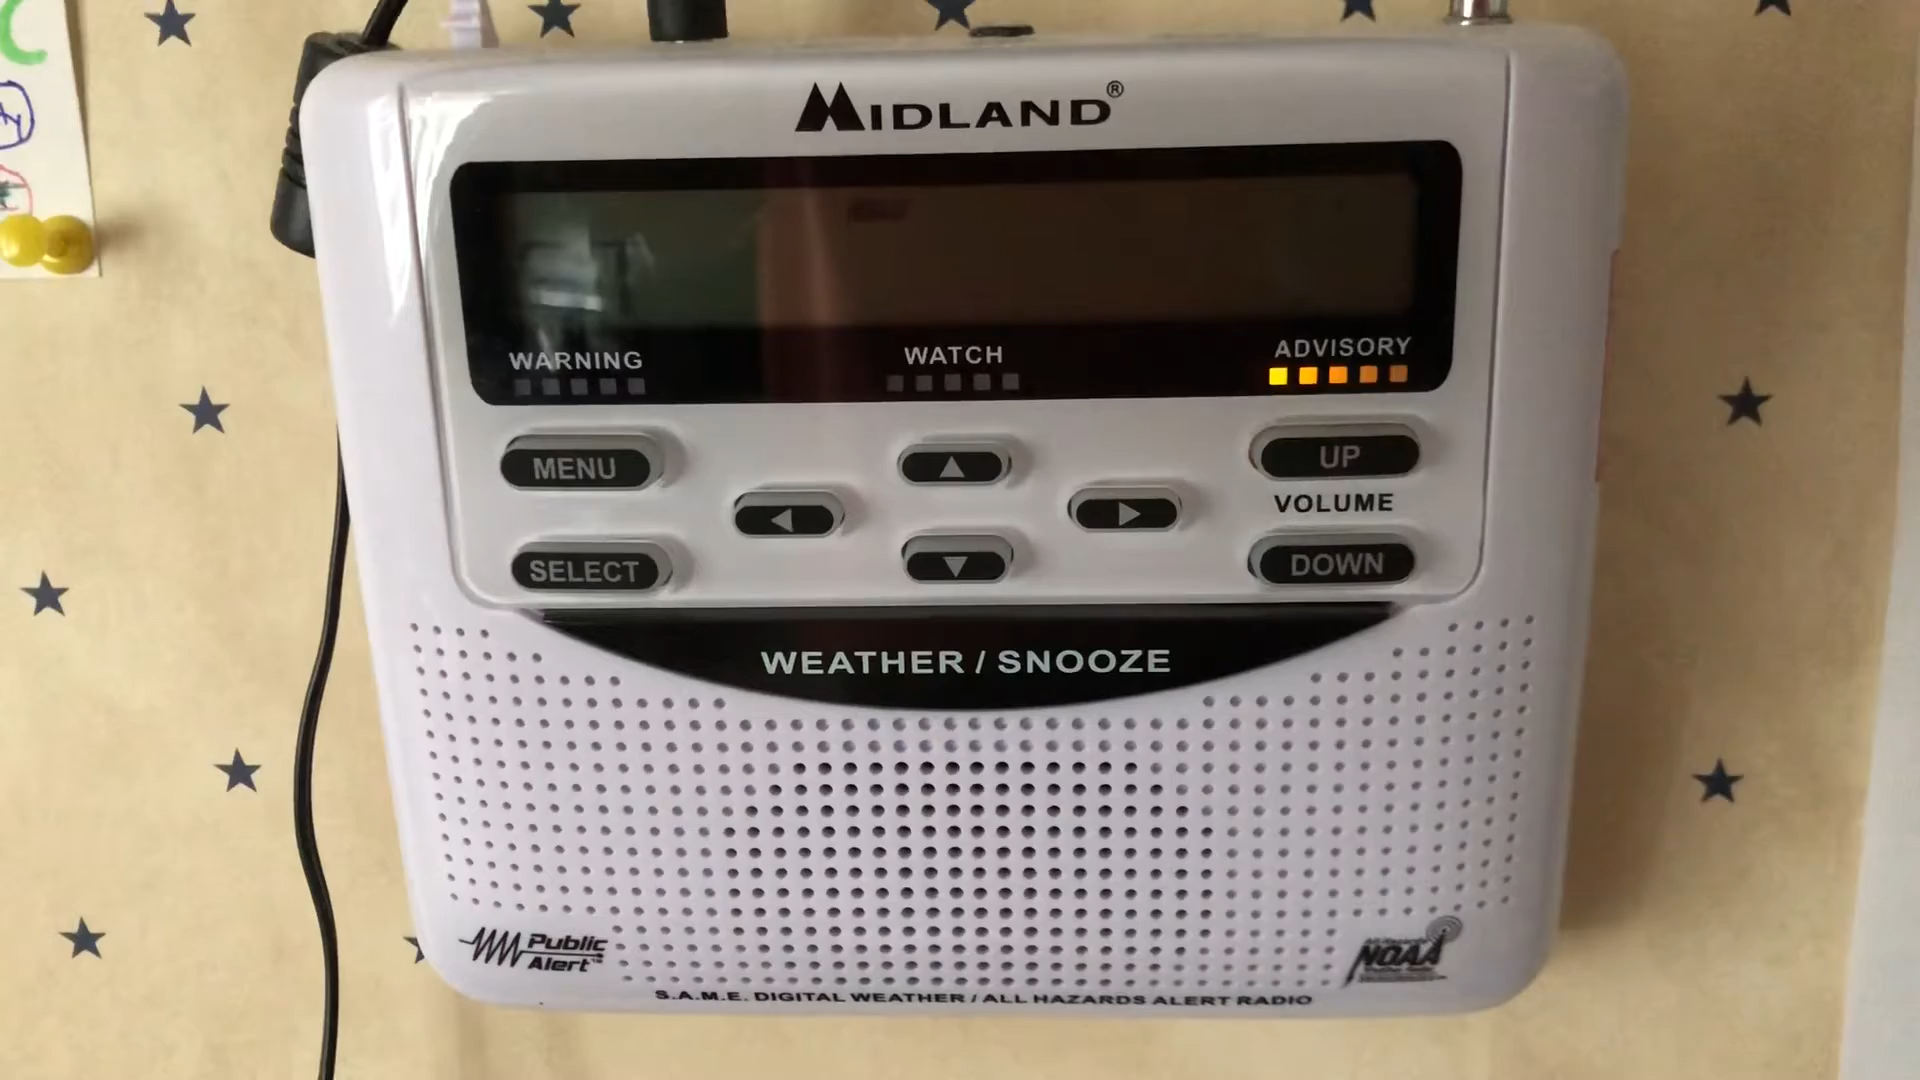 MIDLAND®
WARNING WATCH ADVISORY
MENU ▲ UP
◀ ▶ VOLUME
SELECT ▼ DOWN
WEATHER / SNOOZE
Public
Alert™
NOAA
S.A.M.E. DIGITAL WEATHER / ALL HAZARDS ALERT RADIO